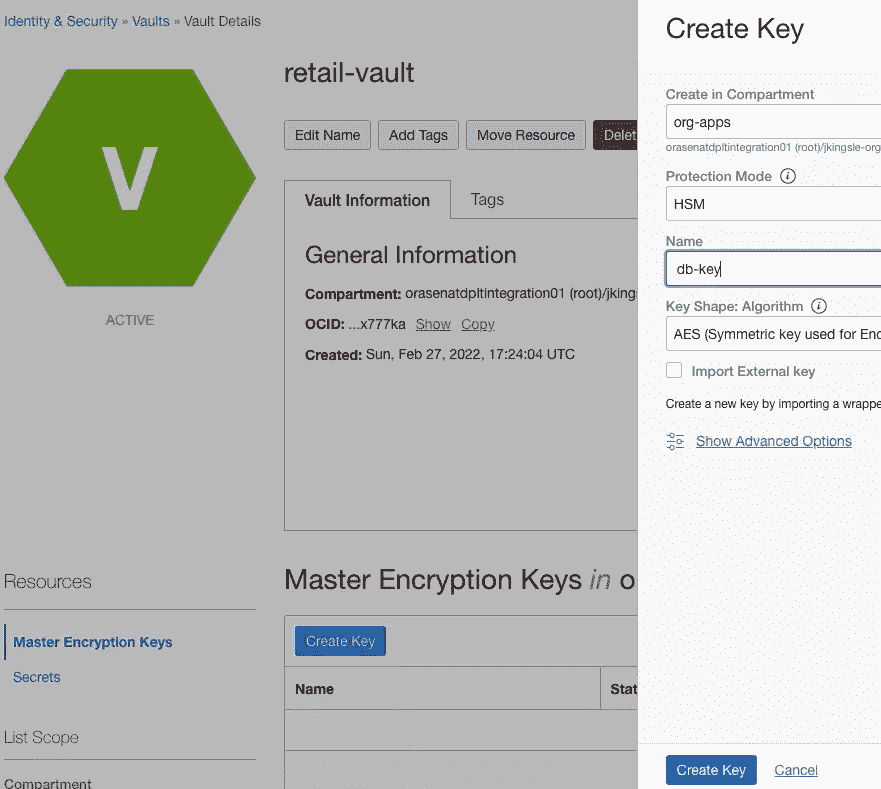 Identity & Security » Vaults » Vault Details
V
ACTIVE
retail-vault
Edit Name Add Tags Move Resource Delet
Vault Information Tags
General Information
Compartment: orasenatdpltintegration01 (root)/jkings
OCID: ...x777ka Show Copy
Created: Sun, Feb 27, 2022, 17:24:04 UTC
Resources
Master Encryption Keys
Secrets
List Scope
Compartment
Master Encryption Keys in o
Create Key
Name Stat
Create Key
Create in Compartment
org-apps
orasenatdpltintegration01 (root)/jkingsle-org
Protection Mode i
HSM
Name
db-key
Key Shape: Algorithm i
AES (Symmetric key used for Enc
Import External key
Create a new key by importing a wrappe
Show Advanced Options
Create Key Cancel